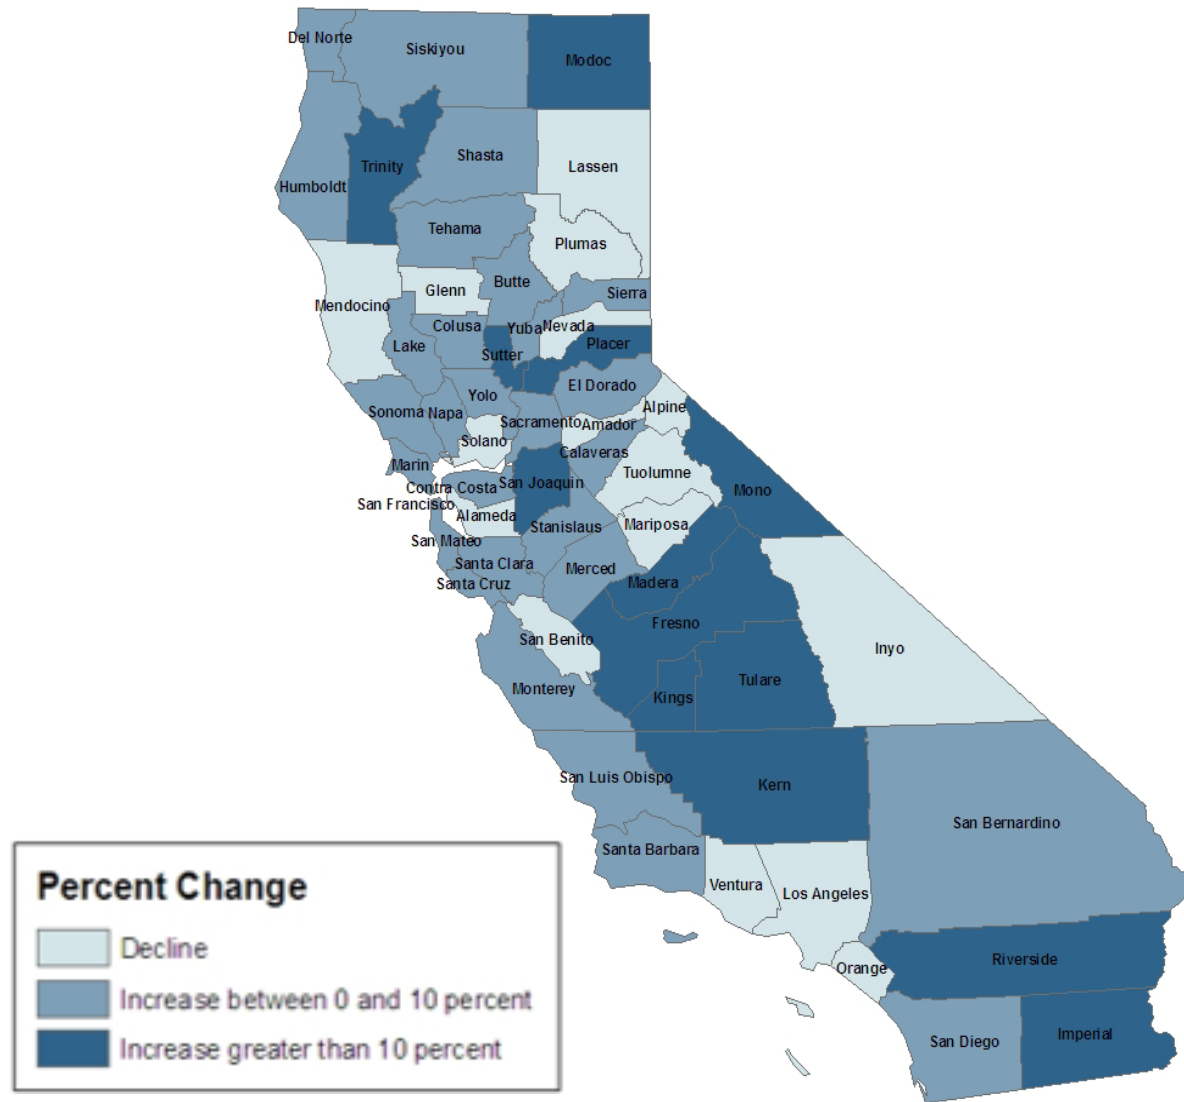 Del Norte
Siskiyou
Modoc
Trinity
Shasta
Lassen
Humboldt
Tehama
Plumas
Mendocino
Glenn
Butte
Sierra
Lake
Colusa
Yuba
Nevada
Sutter
Placer
Sonoma
Napa
Yolo
El Dorado
Sacramento
Amador
Alpine
Solano
Calaveras
Marin
Contra Costa
San Joaquin
Tuolumne
Mono
San Francisco
Alameda
Stanislaus
Mariposa
San Mateo
Santa Clara
Merced
Santa Cruz
Madera
San Benito
Fresno
Inyo
Monterey
Kings
Tulare
San Luis Obispo
Kern
San Bernardino
Santa Barbara
Ventura
Los Angeles
Orange
Riverside
San Diego
Imperial
Percent Change
Decline
Increase between 0 and 10 percent
Increase greater than 10 percent